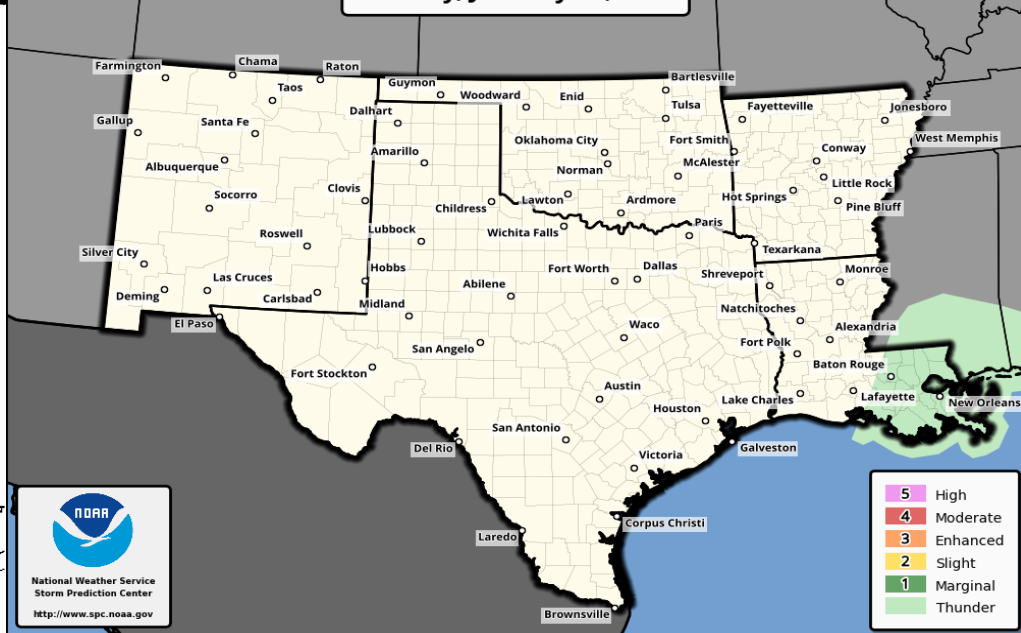 Farmington
Chama
Raton
Taos
Guymon
Woodward
Enid
Bartlesville
Tulsa
Fayetteville
Jonesboro
Gallup
Santa Fe
Dalhart
Oklahoma City
Fort Smith
West Memphis
Albuquerque
Amarillo
Norman
McAlester
Conway
Little Rock
Socorro
Clovis
Childress
Lawton
Ardmore
Hot Springs
Pine Bluff
Roswell
Lubbock
Wichita Falls
Paris
Texarkana
Silver City
Las Cruces
Hobbs
Fort Worth
Dallas
Shreveport
Monroe
Deming
Carlsbad
Midland
Abilene
Natchitoches
El Paso
San Angelo
Waco
Fort Polk
Alexandria
Fort Stockton
Baton Rouge
Austin
Lake Charles
Lafayette
New Orleans
Houston
San Antonio
Del Rio
Galveston
Victoria
Corpus Christi
Laredo
Brownsville
NOAA
National Weather Service
Storm Prediction Center
http://www.spc.noaa.gov
5 High
4 Moderate
3 Enhanced
2 Slight
1 Marginal
Thunder